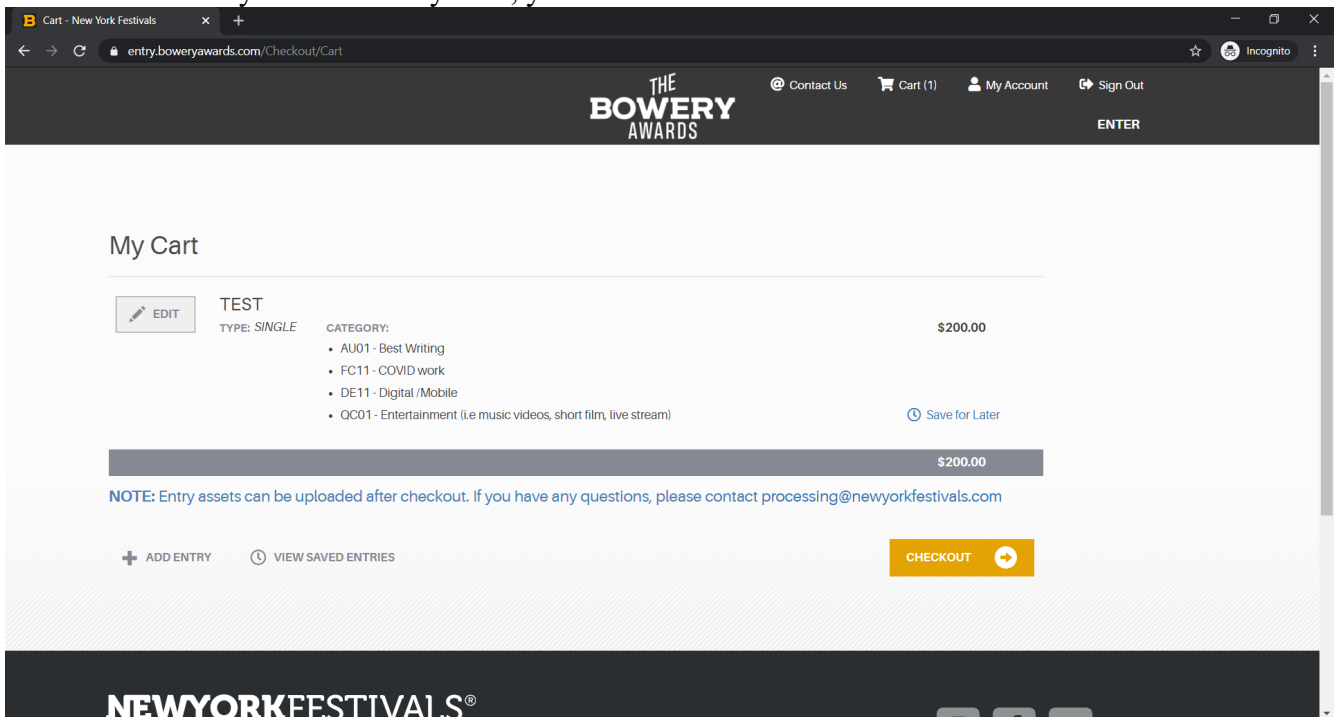 Cart - New York Festivals
entry.boweryawards.com/Checkout/Cart
Incognito
THE
BOWERY
AWARDS
Contact Us
Cart (1)
My Account
Sign Out
ENTER
My Cart
EDIT
TEST
TYPE: SINGLE
CATEGORY:
$200.00
• AU01 - Best Writing
• FC11 - COVID work
• DE11 - Digital /Mobile
• QC01 - Entertainment (i.e music videos, short film, live stream)
Save for Later
$200.00
NOTE: Entry assets can be uploaded after checkout. If you have any questions, please contact processing@newyorkfestivals.com
ADD ENTRY
VIEW SAVED ENTRIES
CHECKOUT
NEWYORKFESTIVALS®